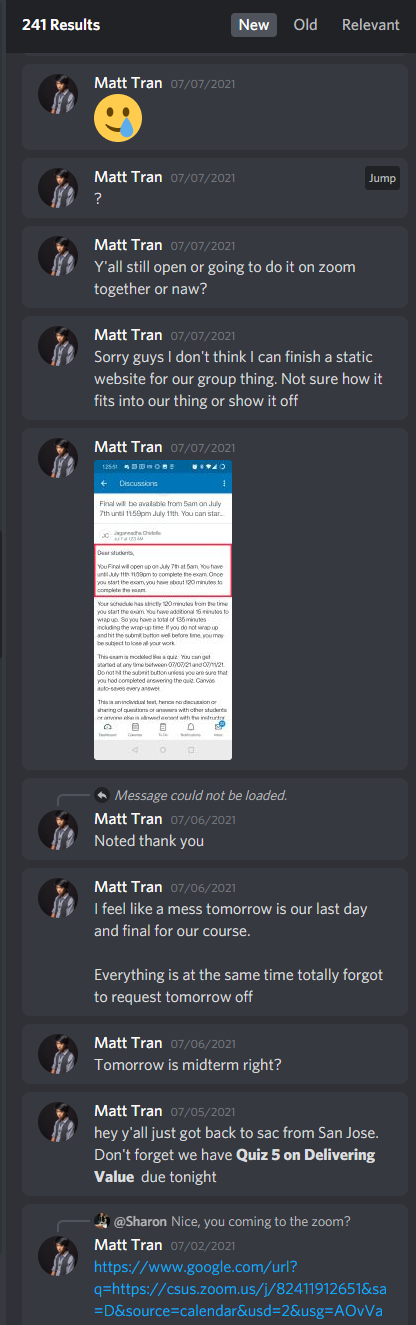 241 Results
New
Old
Relevant
Matt Tran 07/07/2021
Matt Tran 07/07/2021
Jump
?
Matt Tran 07/07/2021
Y'all still open or going to do it on zoom
together or naw?
Matt Tran 07/07/2021
Sorry guys I don't think I can finish a static
website for our group thing. Not sure how it
fits into our thing or show it off
Matt Tran 07/07/2021
Discussions
Final will be available from 5am on July
7th until 11:59pm July 11th. You can star...
JC
Dear students,
You Final will open up on July 7th at 5am. You have
until July 11th 11:59pm to complete the exam. Once
you start the exam, you have about 120 minutes to
complete the exam.
Your schedule has strictly 120 minutes from the time
you start the exam. You have additional 15 minutes to
wrap up. So you have a total of 135 minutes
including the wrap-up time. If you do not wrap up
and hit the submit button well before time, you may
be subject to lose all your work.
This exam is modeled like a quiz. You can get
started at any time between 07/07/21 and 07/11/21.
Do not hit the submit button unless you are sure that
you had completed answering the quiz. Canvas
auto-saves every answer.
This is an individual test, hence no discussion or
sharing of questions or answers with other students
or anyone else is allowed except with the instructor
Dashboard
Calendar
To Do
Notifications
Inbox
Message could not be loaded.
Matt Tran 07/06/2021
Noted thank you
Matt Tran 07/06/2021
I feel like a mess tomorrow is our last day
and final for our course.
Everything is at the same time totally forgot
to request tomorrow off
Matt Tran 07/06/2021
Tomorrow is midterm right?
Matt Tran 07/05/2021
hey y'all just got back to sac from San Jose.
Don't forget we have Quiz 5 on Delivering
Value due tonight
@Sharon Nice, you coming to the zoom?
Matt Tran 07/02/2021
https://www.google.com/url?
q=https://csus.zoom.us/j/82411912651&sa
=D&source=calendar&usd=2&usg=AOvVa